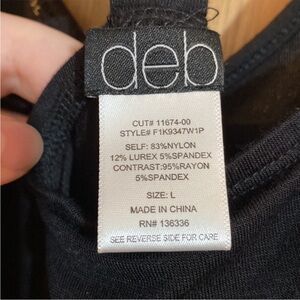 deb
CUT# 11674-00
STYLE# F1K9347W1P
SELF: 83%NYLON
12% LUREX 5%SPANDEX
CONTRAST:95%RAYON
5%SPANDEX
SIZE: L
MADE IN CHINA
RN# 136336
SEE REVERSE SIDE FOR CARE